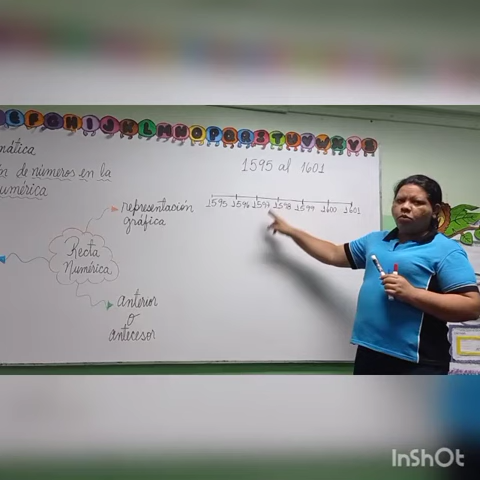 E F G H I J K L M N O P Q R S T U V W X Y Z
mática
ón de números en la
numérica
1595 al 1601
1595 1596 1597 1598 1599 1600 1601
representación
gráfica
Recta
Numérica
anterior
o
antecesor
InShOt